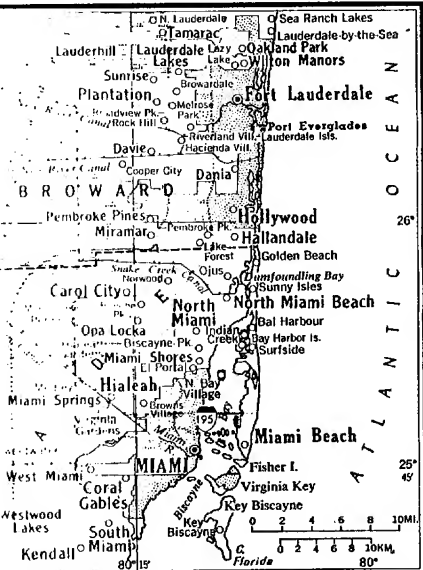 N. Lauderdale
Sea Ranch Lakes
Tamarac
Lauderdale-by-the-Sea
Lauderhill
Lauderdale Lakes
Lazy Lake
Oakland Park
Wilton Manors
Sunrise
Browardale
Plantation
Melrose Park
Fort Lauderdale
Broadview Pk.
Rock Hill
Port Everglades
Riverland Vill.
Lauderdale Isls.
Hacienda Vill.
Davie
River Canal
Cooper City
Dania
BROWARD
Hollywood
Pembroke Pines
Pembroke Pk.
26°
Miramar
Hallandale
Lake Forest
Golden Beach
Snake Creek Canal
Ojus
Dumfoundling Bay
Norwood
Sunny Isles
Carol City
North Miami Beach
North Miami
Bal Harbour
Opa Locka
Indian Creek
Bay Harbor Is.
Biscayne Pk.
Surfside
Miami Shores
El Portal
Hialeah
N. Bay Village
Miami Springs
Browns Village
195
Virginia Gardens
Miami R.
Miami Beach
MIAMI
Fisher I.
25° 45'
West Miami
Virginia Key
Coral Gables
Biscayne
Key Biscayne
Westwood Lakes
Key Biscayne
South Miami
0 2 4 6 8 10MI.
Kendall
C. Florida
0 2 4 6 8 10KM.
80° 15'
80°
ATLANTIC OCEAN
DADE